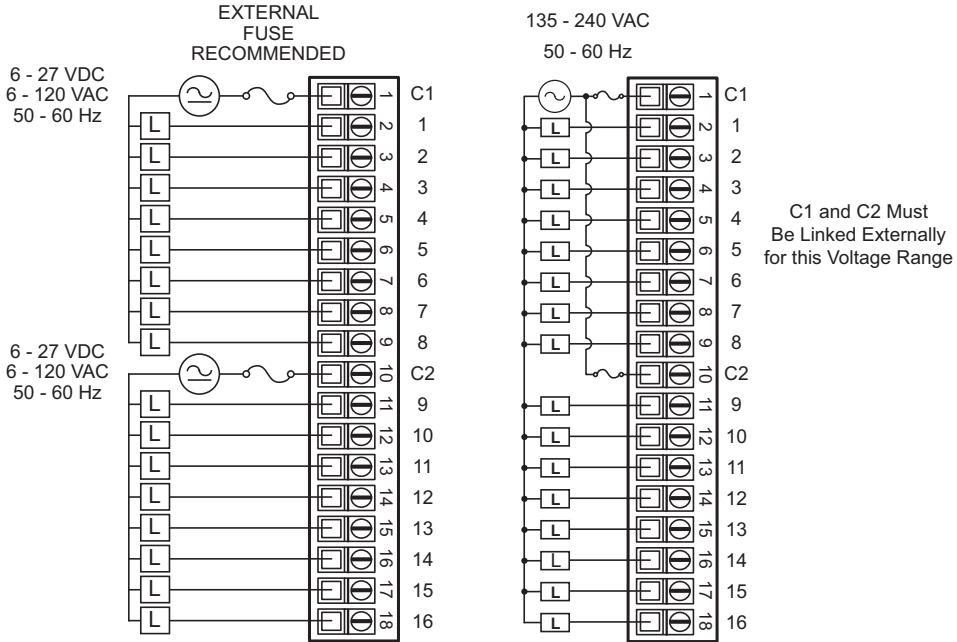 EXTERNAL
FUSE
RECOMMENDED
6 - 27 VDC
6 - 120 VAC
50 - 60 Hz
1 C1
L 2 1
L 3 2
L 4 3
L 5 4
L 6 5
L 7 6
L 8 7
L 9 8
6 - 27 VDC
6 - 120 VAC
50 - 60 Hz
10 C2
L 11 9
L 12 10
L 13 11
L 14 12
L 15 13
L 16 14
L 17 15
L 18 16
135 - 240 VAC
50 - 60 Hz
1 C1
L 2 1
L 3 2
L 4 3
L 5 4
L 6 5
L 7 6
L 8 7
L 9 8
10 C2
L 11 9
L 12 10
L 13 11
L 14 12
L 15 13
L 16 14
L 17 15
L 18 16
C1 and C2 Must
Be Linked Externally
for this Voltage Range